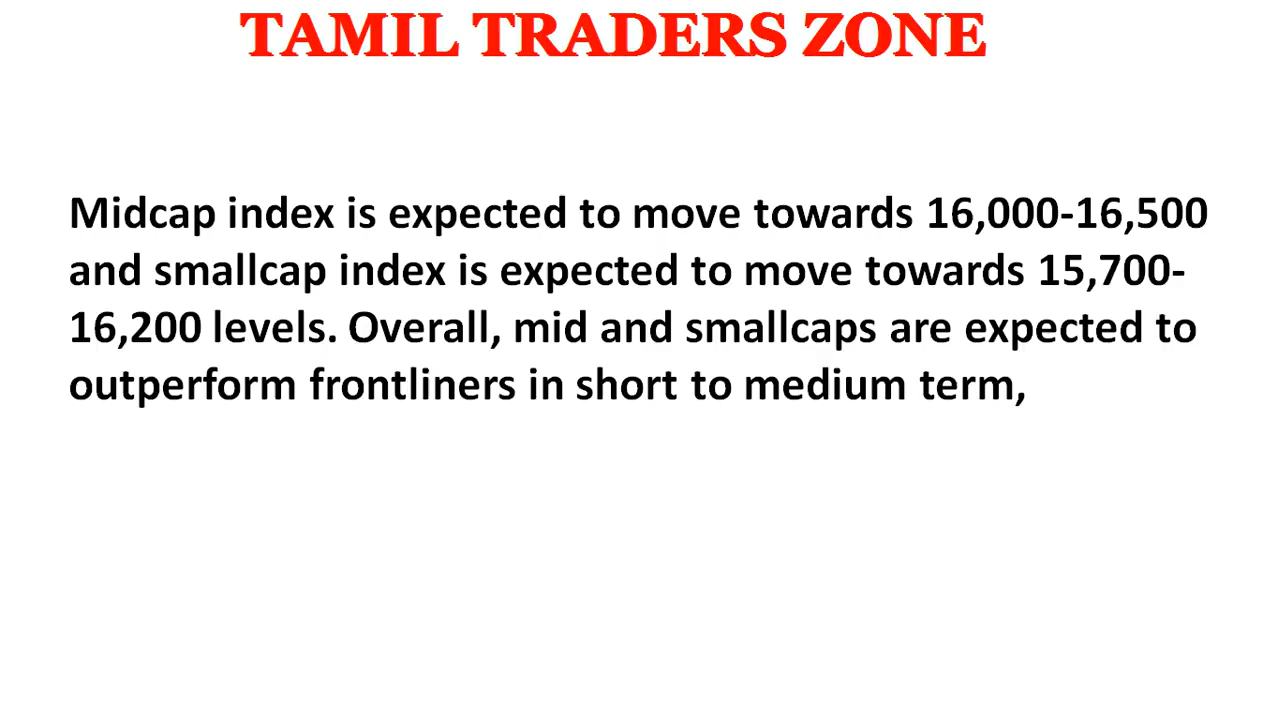 TAMIL TRADERS ZONE
Midcap index is expected to move towards 16,000-16,500
and smallcap index is expected to move towards 15,700-
16,200 levels. Overall, mid and smallcaps are expected to
outperform frontliners in short to medium term,